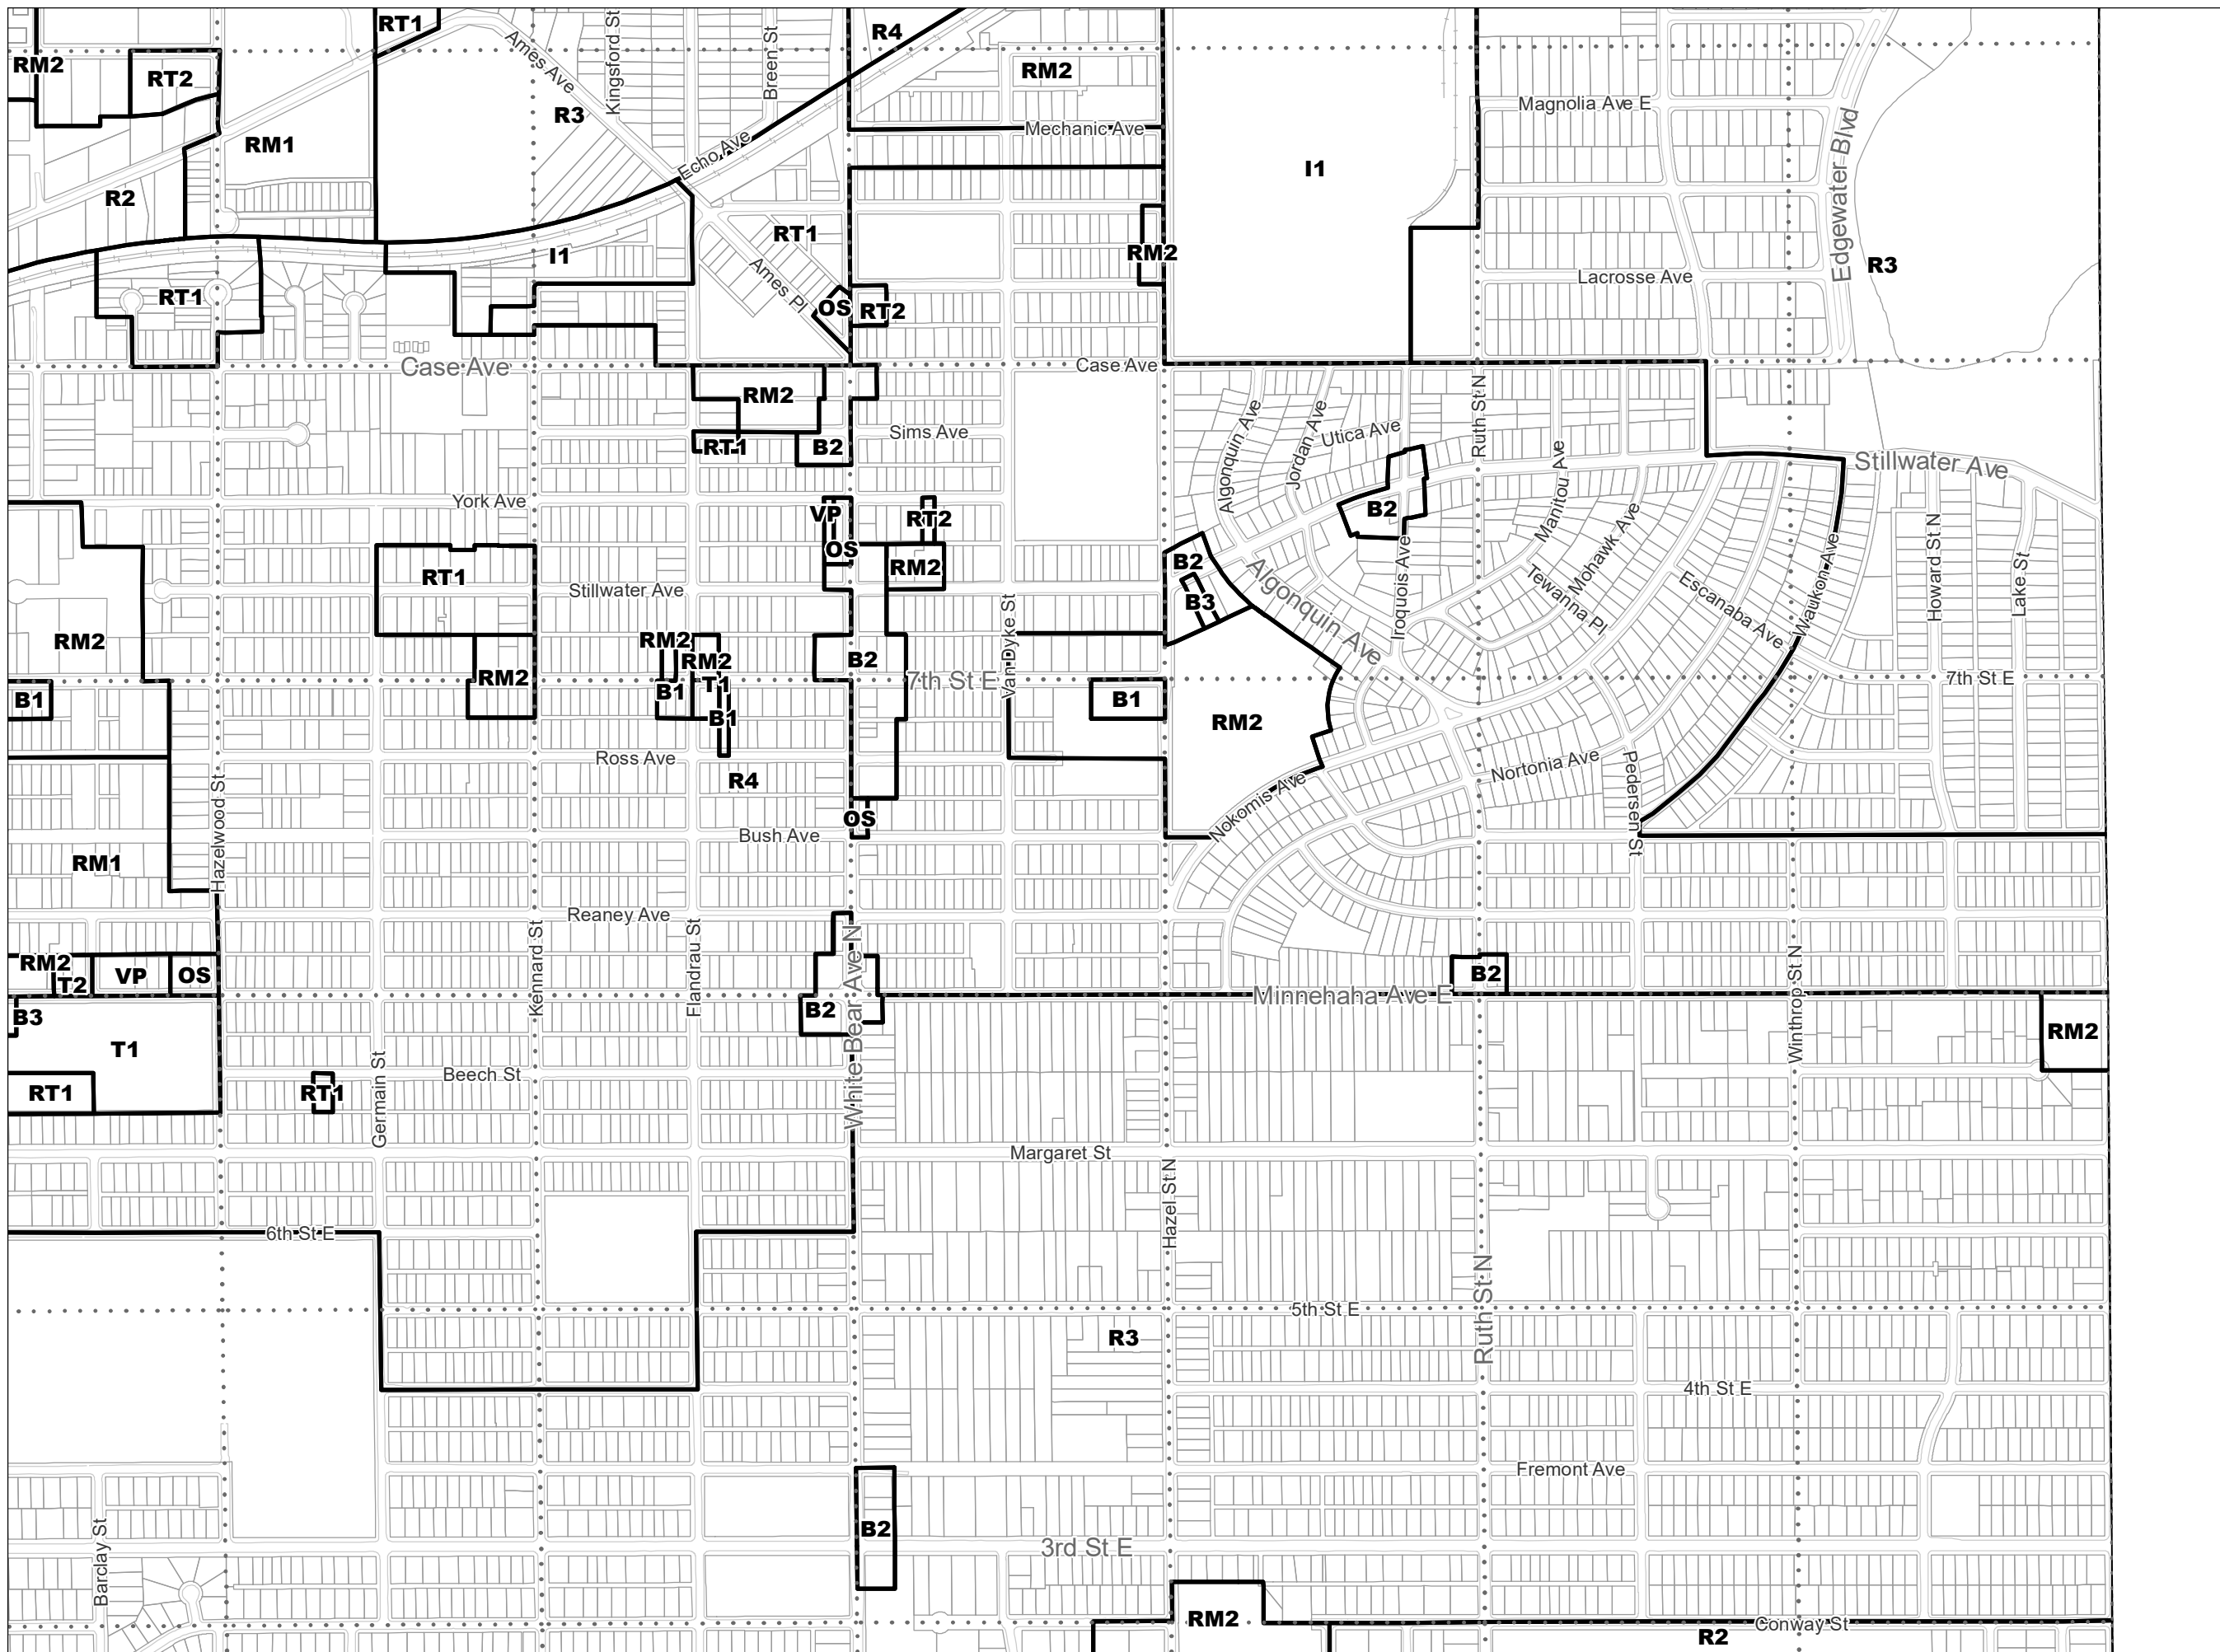 RT1
Ames Ave
Kingsford St
Breen St
R4
RM2
RT2
RM2
Magnolia Ave E
R3
Edgewater Blvd
Mechanic Ave
RM1
Echo Ave
I1
R2
RT1
RM2
I1
R3
Lacrosse Ave
RT1
Ames Pl
OS
RT2
Case Ave
Case Ave
RM2
Algonquin Ave
Jordan Ave
Utica Ave
Ruth St N
Sims Ave
RT1
B2
Manitou Ave
Stillwater Ave
York Ave
VP
RT2
B2
Mohawk Ave
Howard St N
OS
B2
RM2
RT1
Stillwater Ave
B3
Algonquin Ave
Iroquois Ave
Tewanna Pl
Escanaba Ave
Waukon Ave
Lake St
RM2
RM2
RM2
B2
Van Dyke St
RM2
7th St E
7th St E
B1
T1
B1
B1
B1
RM2
Ross Ave
R4
Nortonia Ave
Pedersen St
Nokomis Ave
OS
Bush Ave
Hazelwood St
RM1
Reaney Ave
Kennard St
Flandrau St
White Bear Ave N
RM2
T2
VP
OS
B2
Winthrop St N
Minnehaha Ave E
B3
B2
RM2
T1
Beech St
RT1
RT1
Germain St
Margaret St
Hazel St N
6th St E
Ruth St N
5th St E
R3
4th St E
Fremont Ave
B2
3rd St E
Barclay St
RM2
Conway St
R2